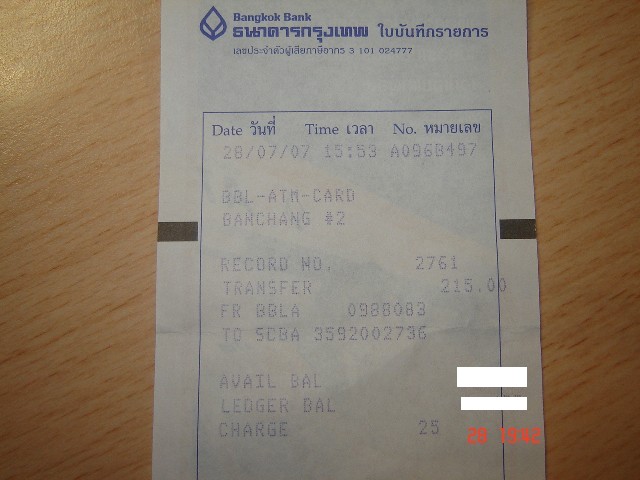 Bangkok Bank
ธนาคารกรุงเทพ ใบบันทึกรายการ
เลขประจำตัวผู้เสียภาษีอากร 3 101 024777
Date วันที่ Time เวลา No. หมายเลข
28/07/07 15:53 A096B497
BBL-ATM-CARD
BANCHANG #2
RECORD NO. 2761
TRANSFER 215.00
FR BBLA 0988083
TO SCBA 3592002736
AVAIL BAL
LEDGER BAL
CHARGE 25